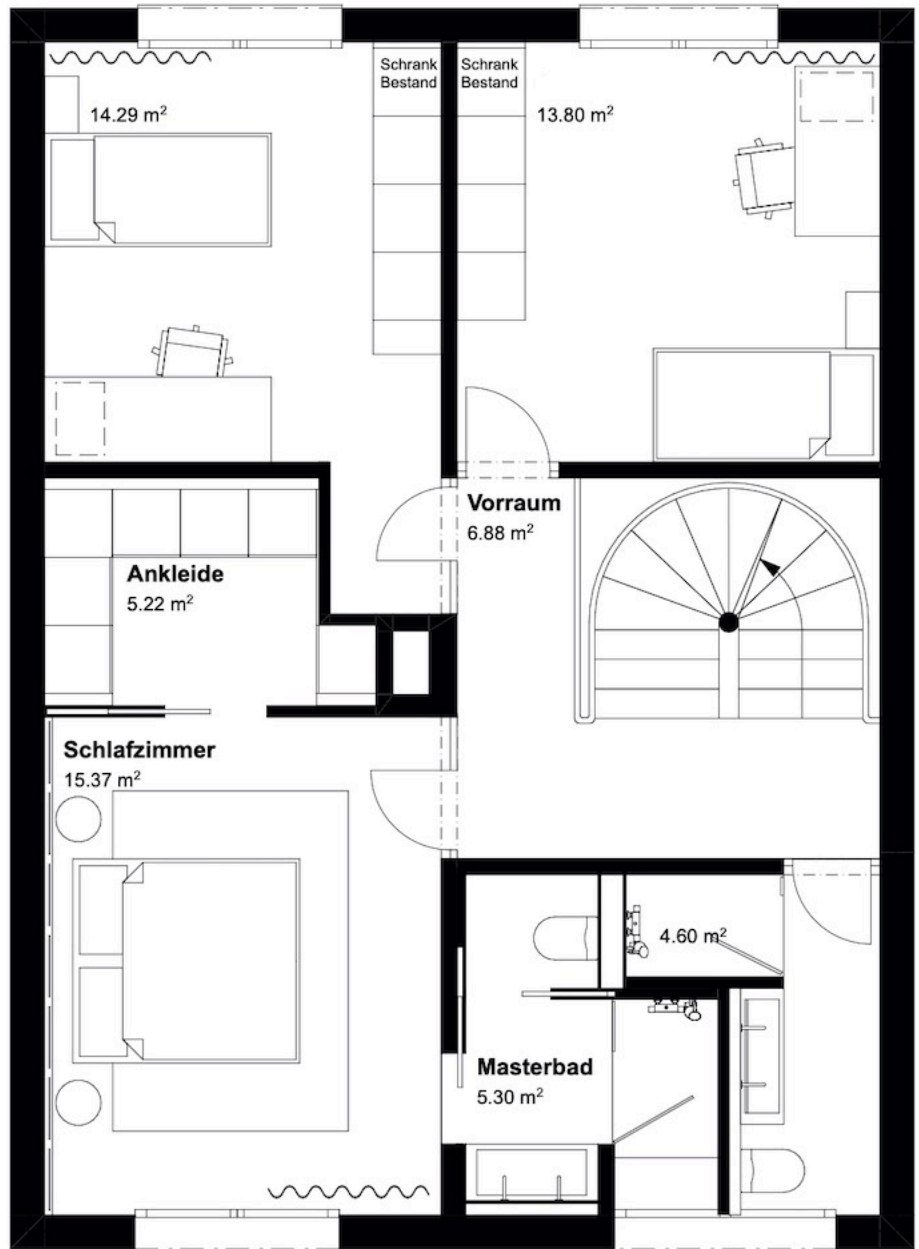 Schrank
Bestand
Schrank
Bestand
14.29 m²
13.80 m²
Vorraum
6.88 m²
Ankleide
5.22 m²
Schlafzimmer
15.37 m²
4.60 m²
Masterbad
5.30 m²